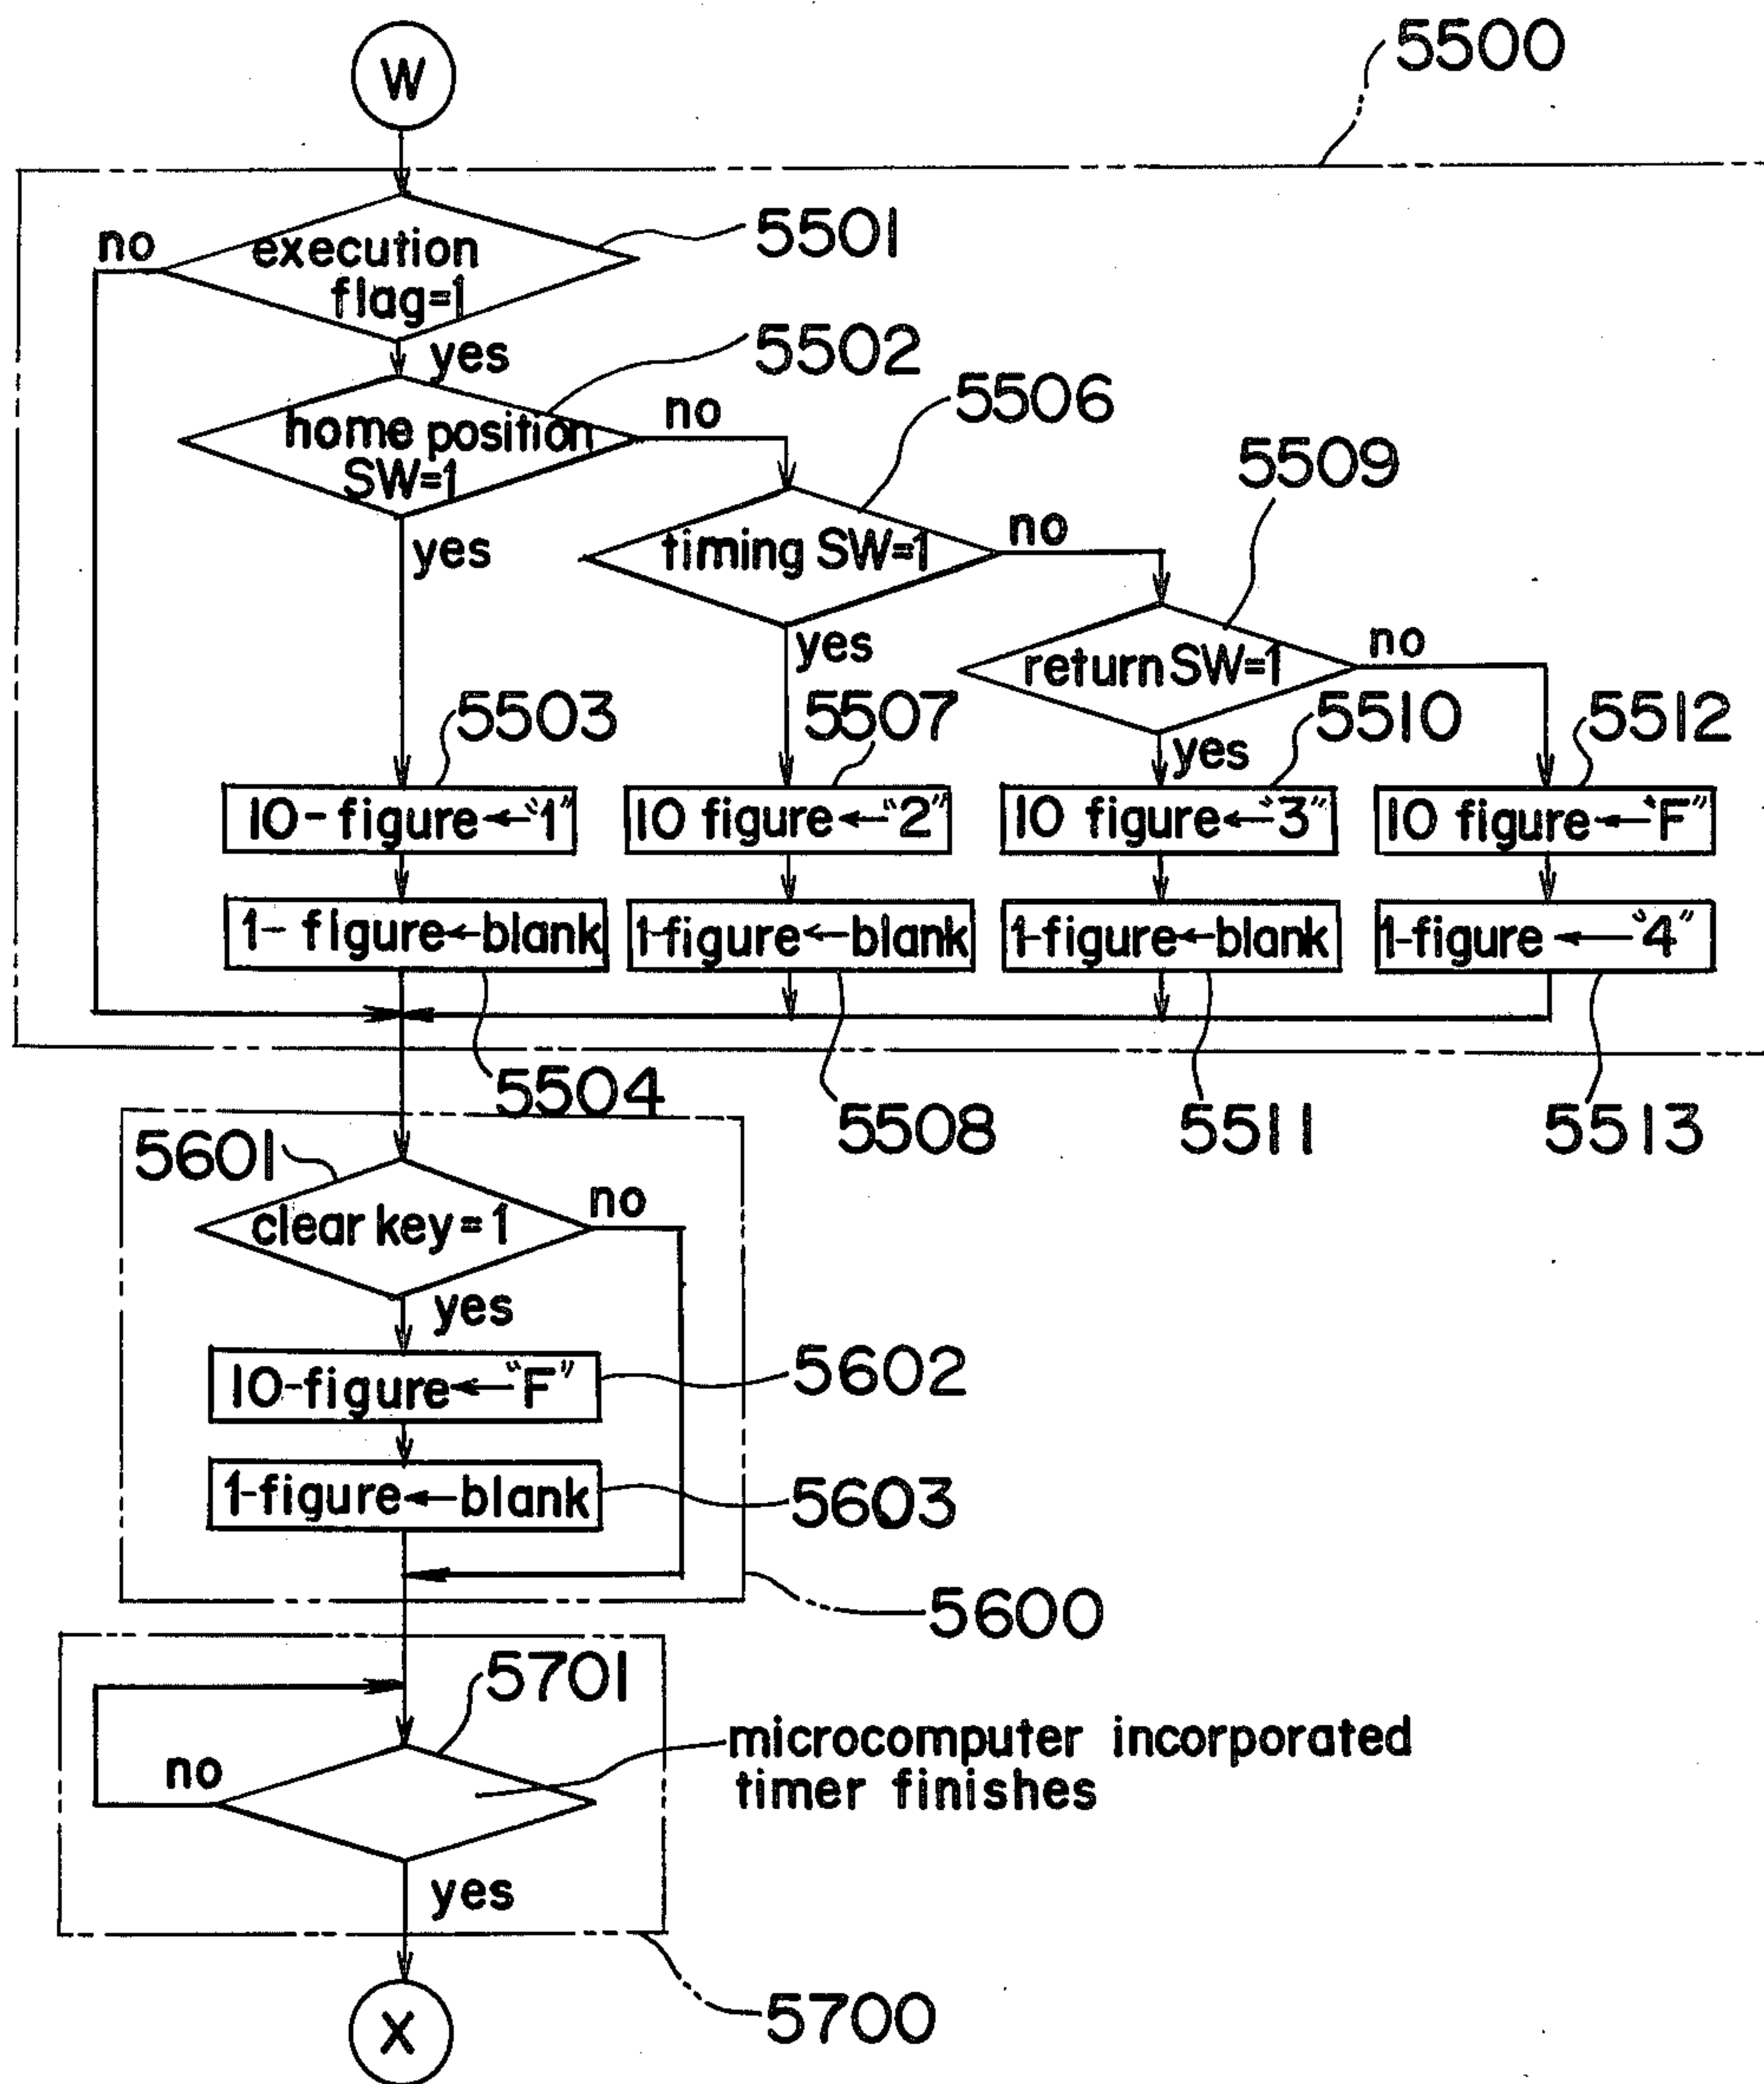 W
5500
5501
no
execution
flag=1
yes
5502
home position
SW=1
no
5506
yes
timing SW=1
no
5509
yes
return SW=1
no
5503
5507
yes
5510
5512
10-figure←"1"
10 figure←"2"
10 figure←"3"
10 figure←"F"
1-figure←blank
1-figure←blank
1-figure←blank
1-figure←"4"
5504
5508
5511
5513
5601
clear key=1
no
yes
10-figure←"F"
5602
1-figure←blank
5603
5600
5701
no
microcomputer incorporated
timer finishes
yes
5700
X